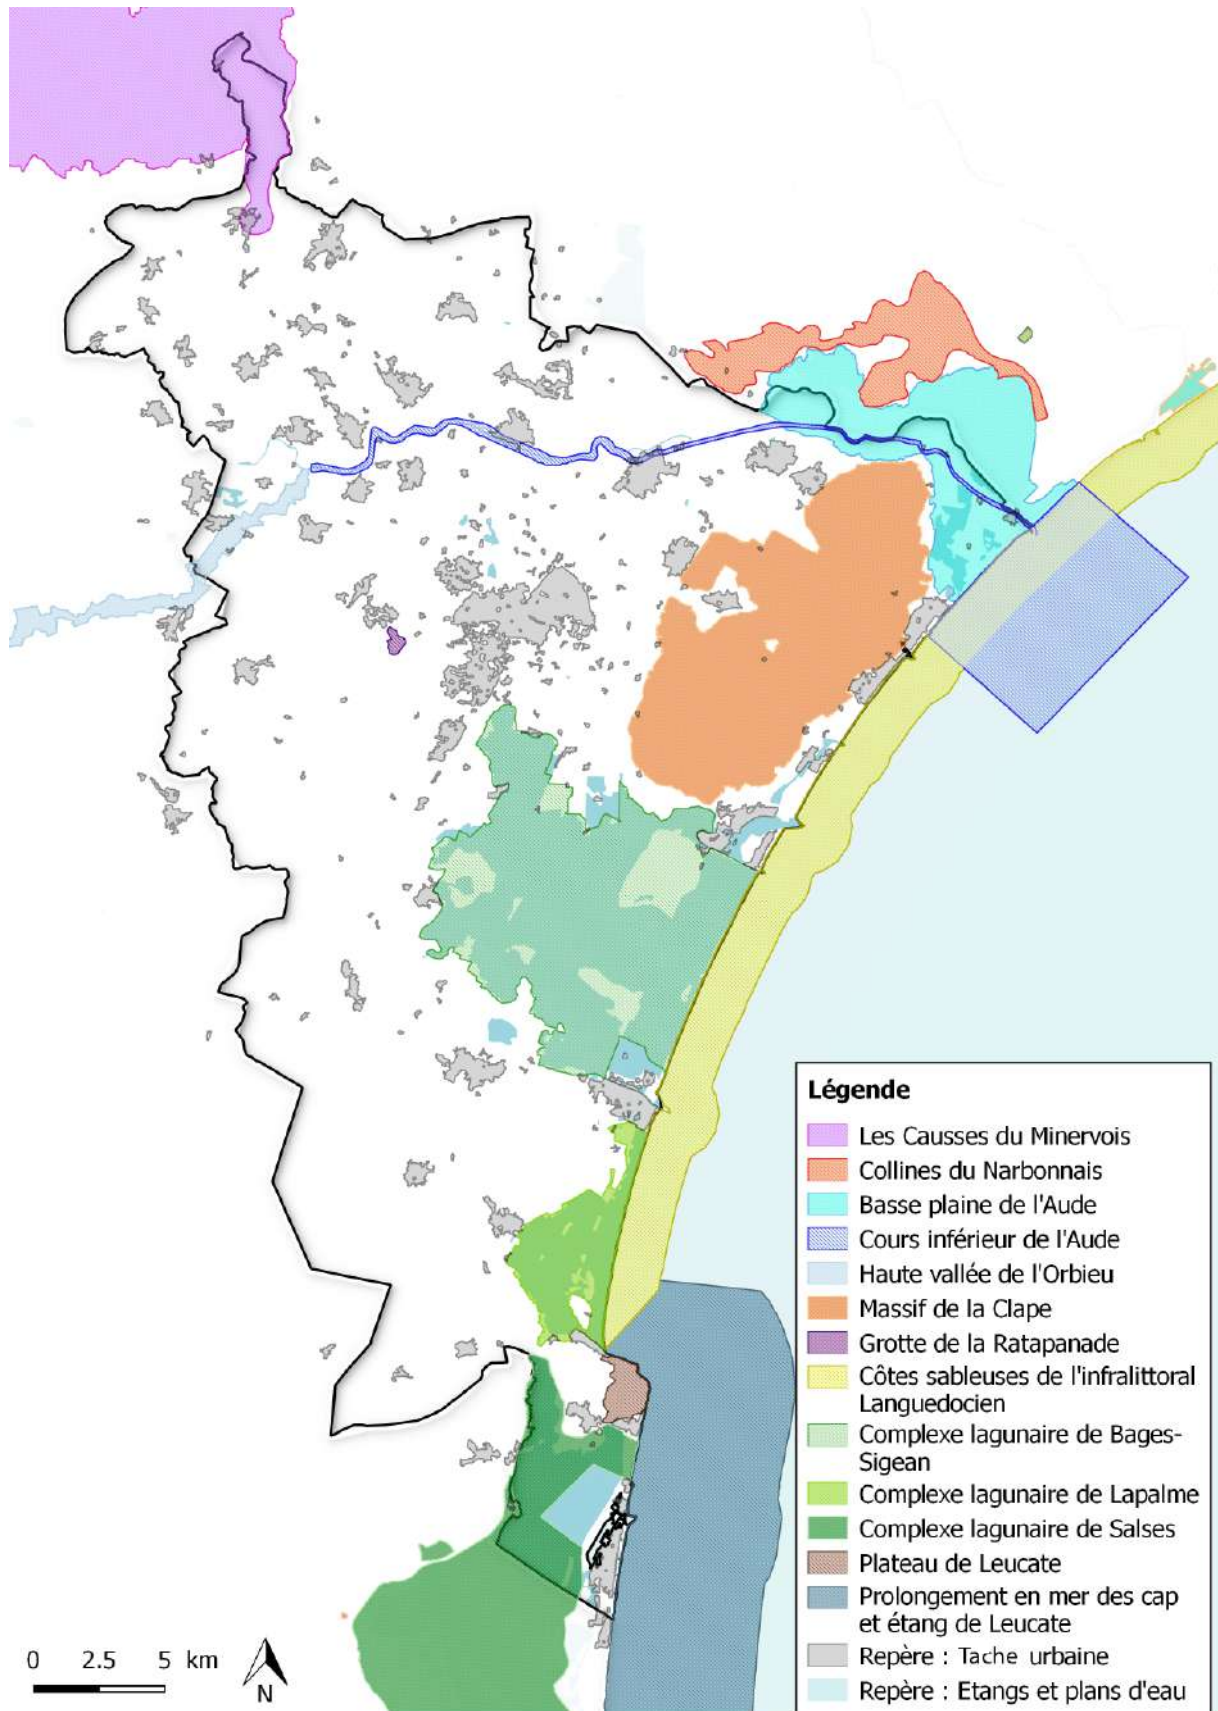 Légende
Les Causses du Minervois
Collines du Narbonnais
Basse plaine de l'Aude
Cours inférieur de l'Aude
Haute vallée de l'Orbieu
Massif de la Clape
Grotte de la Ratapanade
Côtes sableuses de l'infralittoral
Languedocien
Complexe lagunaire de Bages-
Sigean
Complexe lagunaire de Lapalme
Complexe lagunaire de Salses
Plateau de Leucate
Prolongement en mer des cap
et étang de Leucate
Repère : Tache urbaine
Repère : Etangs et plans d'eau
0 2.5 5 km
N